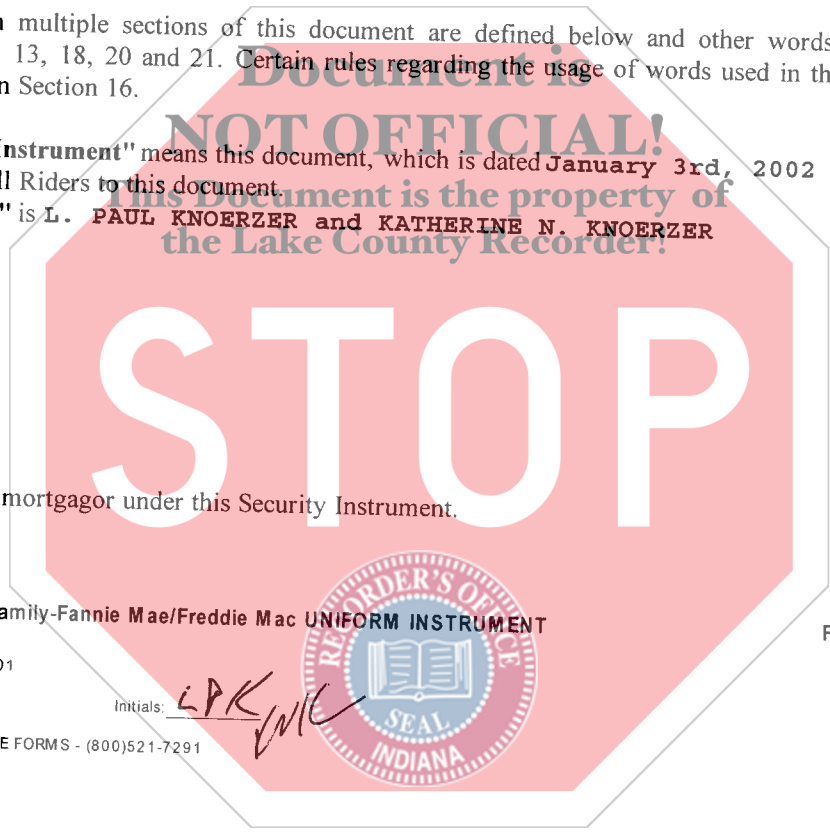 multiple sections of this document are defined below and other words
13, 18, 20 and 21. Certain rules regarding the usage of words used in th
n Section 16.
Document is
NOT OFFICIAL!
Instrument" means this document, which is dated January 3rd, 2002
ll Riders to this document.
This Document is the property of
" is L. PAUL KNOERZER and KATHERINE N. KNOERZER
the Lake County Recorder!
STOP
mortgagor under this Security Instrument.
amily-Fannie Mae/Freddie Mac UNIFORM INSTRUMENT
F
01
Initials: LPK KNK
E FORMS - (800)521-7291
RECORDER'S OFFICE
SEAL
INDIANA